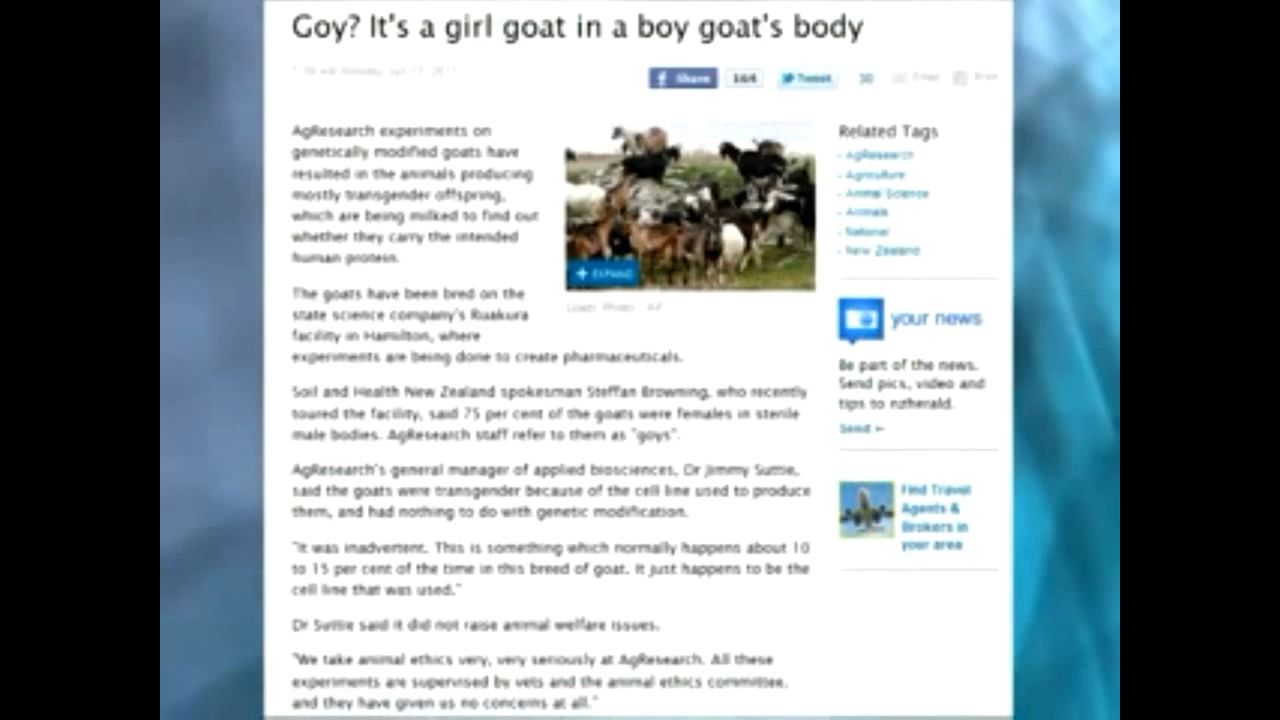 Goy? It's a girl goat in a boy goat's body
Share
164
Tweet
30
Email
Print
AgResearch experiments on
genetically modified goats have
resulted in the animals producing
mostly transgender offspring,
which are being milked to find out
whether they carry the intended
human protein.
EXPAND
The goats have been bred on the
state science company's Ruakura
facility in Hamilton, where
experiments are being done to create pharmaceuticals.
Soil and Health New Zealand spokesman Steffan Browning, who recently
toured the facility, said 75 per cent of the goats were females in sterile
male bodies. AgResearch staff refer to them as "goys".
AgResearch's general manager of applied biosciences, Dr Jimmy Suttie,
said the goats were transgender because of the cell line used to produce
them, and had nothing to do with genetic modification.
"It was inadvertent. This is something which normally happens about 10
to 15 per cent of the time in this breed of goat. It just happens to be the
cell line that was used."
Dr Suttie said it did not raise animal welfare issues.
"We take animal ethics very, very seriously at AgResearch. All these
experiments are supervised by vets and the animal ethics committee,
and they have given us no concerns at all."
Related Tags
- AgResearch
- Agriculture
- Animal Science
- Animals
- National
- New Zealand
your news
Be part of the news.
Send pics, video and
tips to nzherald.
Send
Find Travel
Agents &
Brokers in
your area